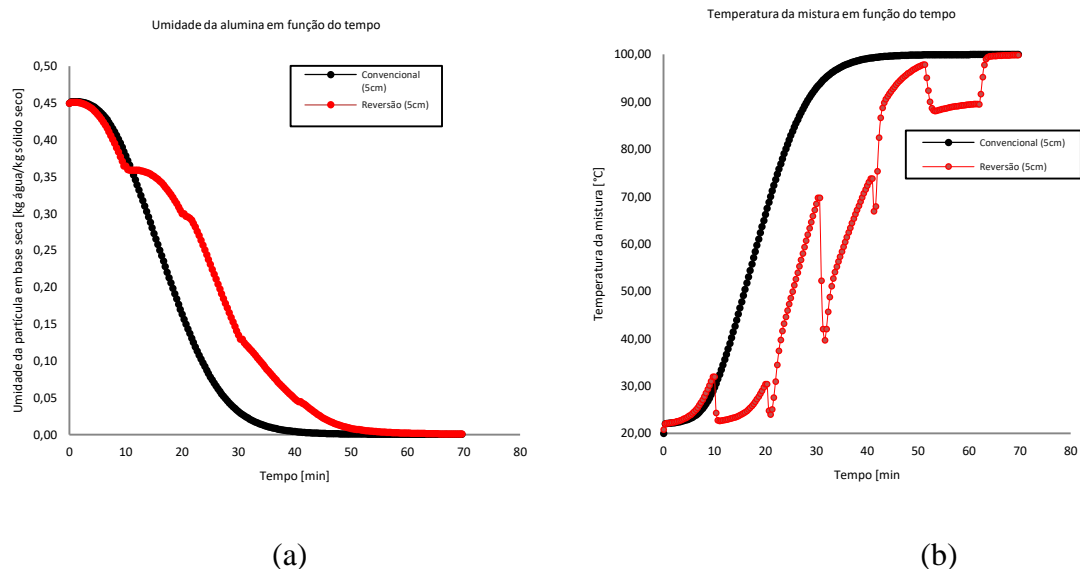 Umidade da alumina em função do tempo
Umidade da partícula em base seca [kg água/kg sólido seco]
0,50
0,45
0,40
0,35
0,30
0,25
0,20
0,15
0,10
0,05
0,00
Convencional
(5cm)
Reversão (5cm)
0 10 20 30 40 50 60 70 80
Tempo [min]
(a)
Temperatura da mistura em função do tempo
Temperatura da mistura [°C]
100,00
90,00
80,00
70,00
60,00
50,00
40,00
30,00
20,00
Convencional (5cm)
Reversão (5cm)
0 10 20 30 40 50 60 70 80
Tempo [min
(b)